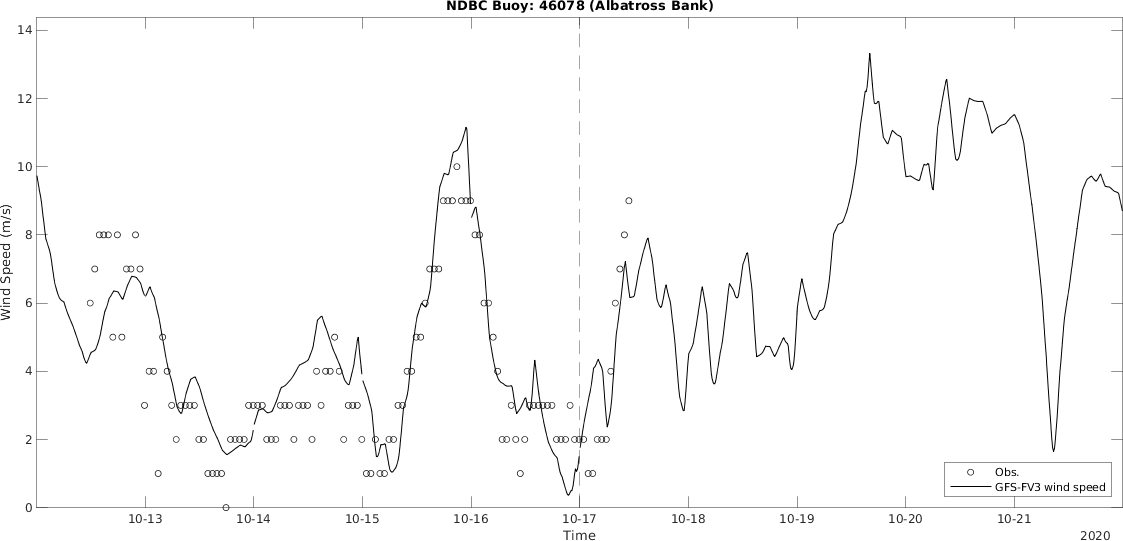 NDBC Buoy: 46078 (Albatross Bank)
14
12
10
8
6
4
2
0
Wind Speed (m/s)
10-13 10-14 10-15 10-16 10-17 10-18 10-19 10-20 10-21
Time
2020
Obs.
GFS-FV3 wind speed